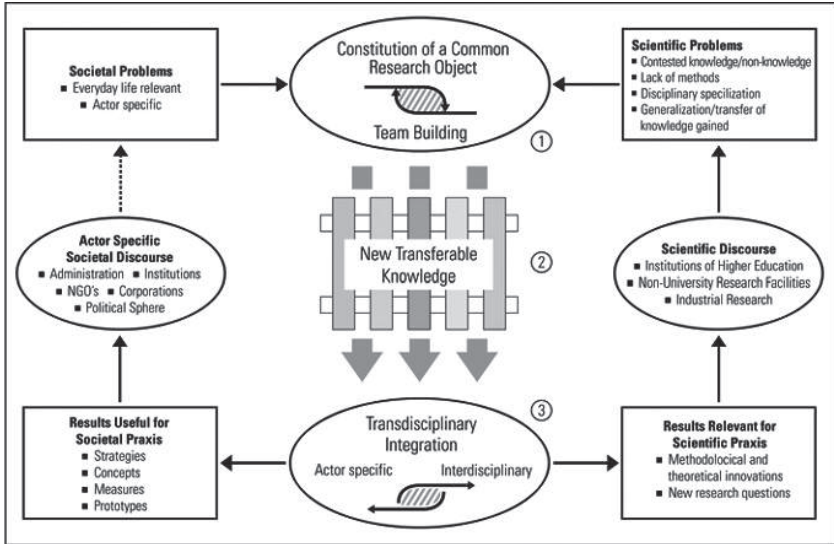 Societal Problems
■ Everyday life relevant
■ Actor specific
Constitution of a Common
Research Object
Team Building
1
Scientific Problems
■ Contested knowledge/non-knowledge
■ Lack of methods
■ Disciplinary specilization
■ Generalization/transfer of
knowledge gained
Actor Specific
Societal Discourse
■ Administration ■ Institutions
■ NGO's ■ Corporations
■ Political Sphere
New Transferable
Knowledge
2
Scientific Discourse
■ Institutions of Higher Education
■ Non-University Research Facilities
■ Industrial Research
Results Useful for
Societal Praxis
■ Strategies
■ Concepts
■ Measures
■ Prototypes
3
Transdisciplinary
Integration
Actor specific Interdisciplinary
Results Relevant for
Scientific Praxis
■ Methodolocical and
theoretical innovations
■ New research questions